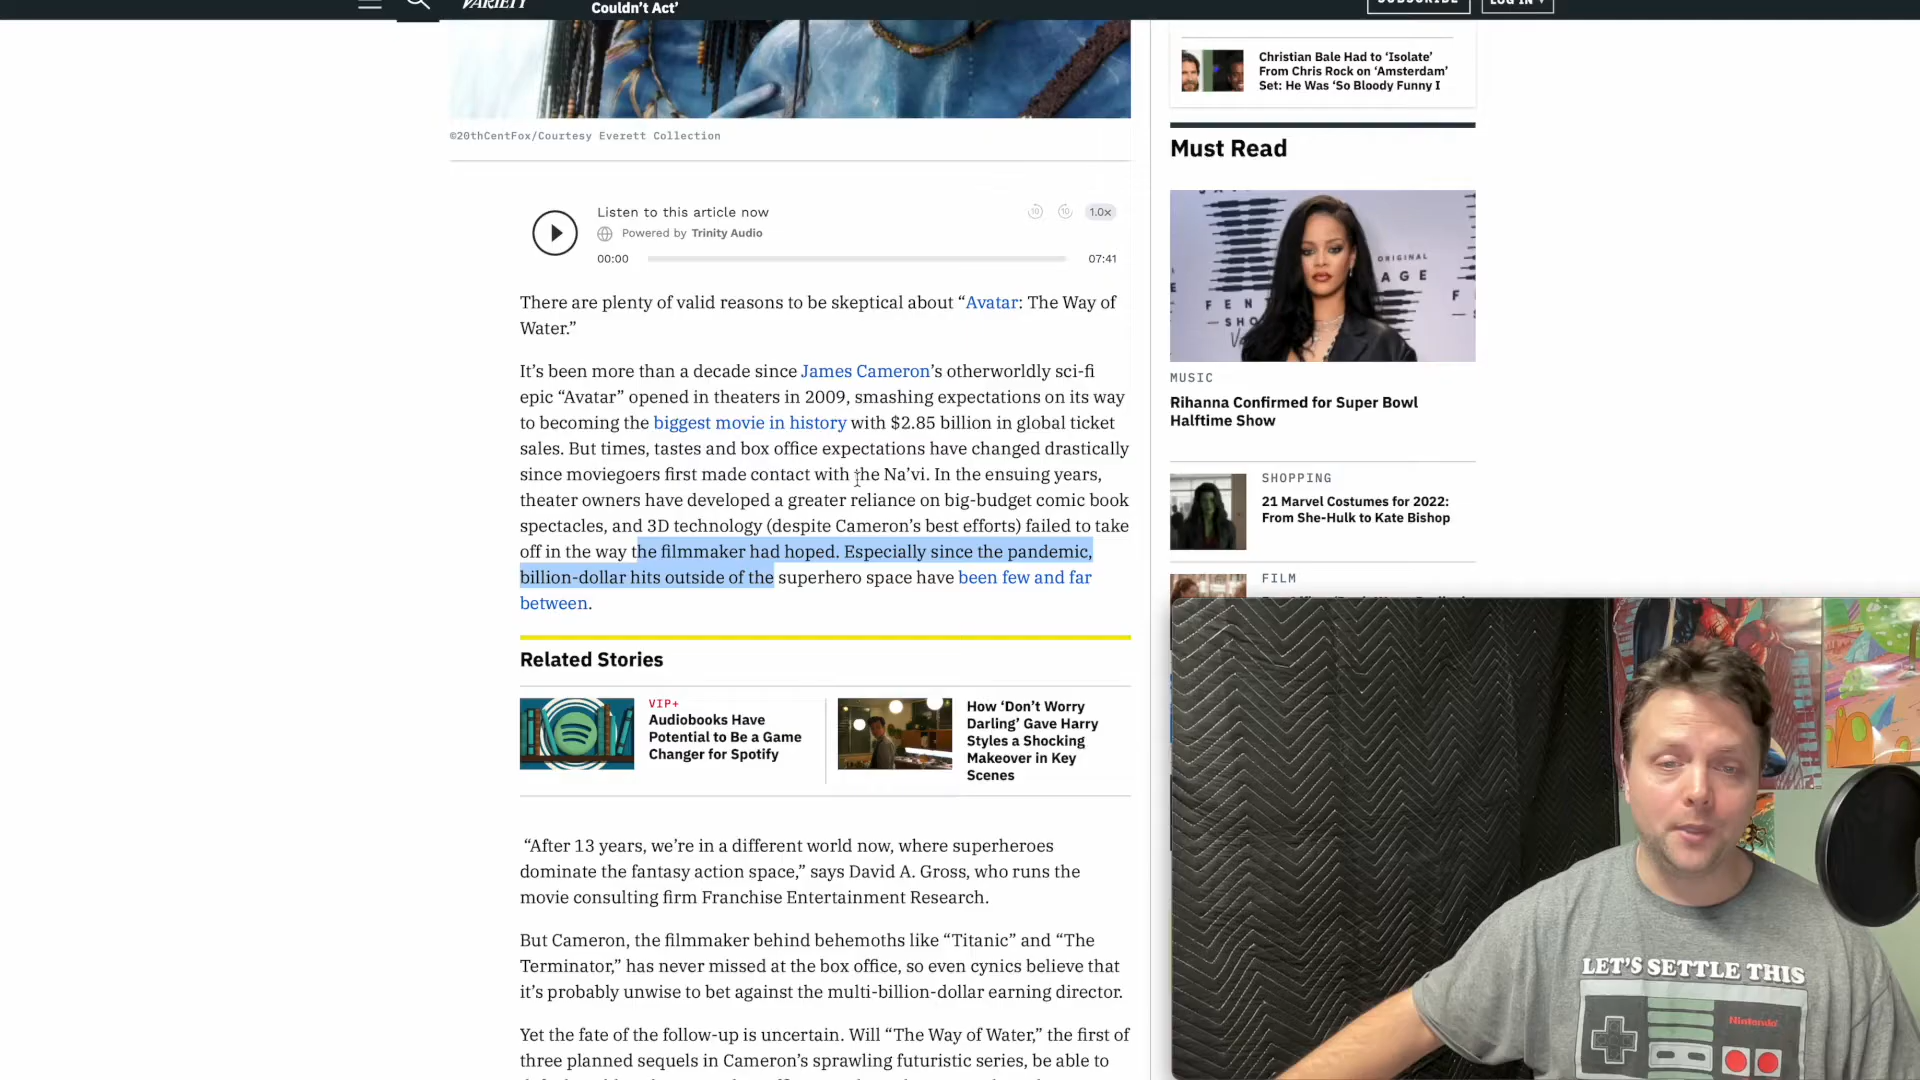 VARIETY
Couldn't Act'
SUBSCRIBE
LOG IN
©20thCentFox/Courtesy Everett Collection
Listen to this article now
Powered by Trinity Audio
10
10
1.0x
00:00
07:41
There are plenty of valid reasons to be skeptical about “Avatar: The Way of
Water.”
It’s been more than a decade since James Cameron’s otherworldly sci-fi
epic “Avatar” opened in theaters in 2009, smashing expectations on its way
to becoming the biggest movie in history with $2.85 billion in global ticket
sales. But times, tastes and box office expectations have changed drastically
since moviegoers first made contact with the Na’vi. In the ensuing years,
theater owners have developed a greater reliance on big-budget comic book
spectacles, and 3D technology (despite Cameron’s best efforts) failed to take
off in the way the filmmaker had hoped. Especially since the pandemic,
billion-dollar hits outside of the superhero space have been few and far
between.
Related Stories
VIP+
Audiobooks Have
Potential to Be a Game
Changer for Spotify
How ‘Don’t Worry
Darling’ Gave Harry
Styles a Shocking
Makeover in Key
Scenes
“After 13 years, we’re in a different world now, where superheroes
dominate the fantasy action space,” says David A. Gross, who runs the
movie consulting firm Franchise Entertainment Research.
But Cameron, the filmmaker behind behemoths like “Titanic” and “The
Terminator,” has never missed at the box office, so even cynics believe that
it’s probably unwise to bet against the multi-billion-dollar earning director.
Yet the fate of the follow-up is uncertain. Will “The Way of Water,” the first of
three planned sequels in Cameron’s sprawling futuristic series, be able to
Christian Bale Had to ‘Isolate’
From Chris Rock on ‘Amsterdam’
Set: He Was ‘So Bloody Funny I
Must Read
ORIGINAL
AGE
FEN
SHO
MUSIC
Rihanna Confirmed for Super Bowl
Halftime Show
SHOPPING
21 Marvel Costumes for 2022:
From She-Hulk to Kate Bishop
FILM
LET'S SETTLE THIS
Nintendo